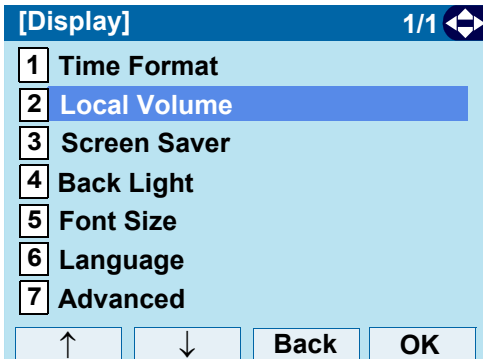 [Display] 1/1
1 Time Format
2 Local Volume
3 Screen Saver
4 Back Light
5 Font Size
6 Language
7 Advanced
↑ ↓ Back OK